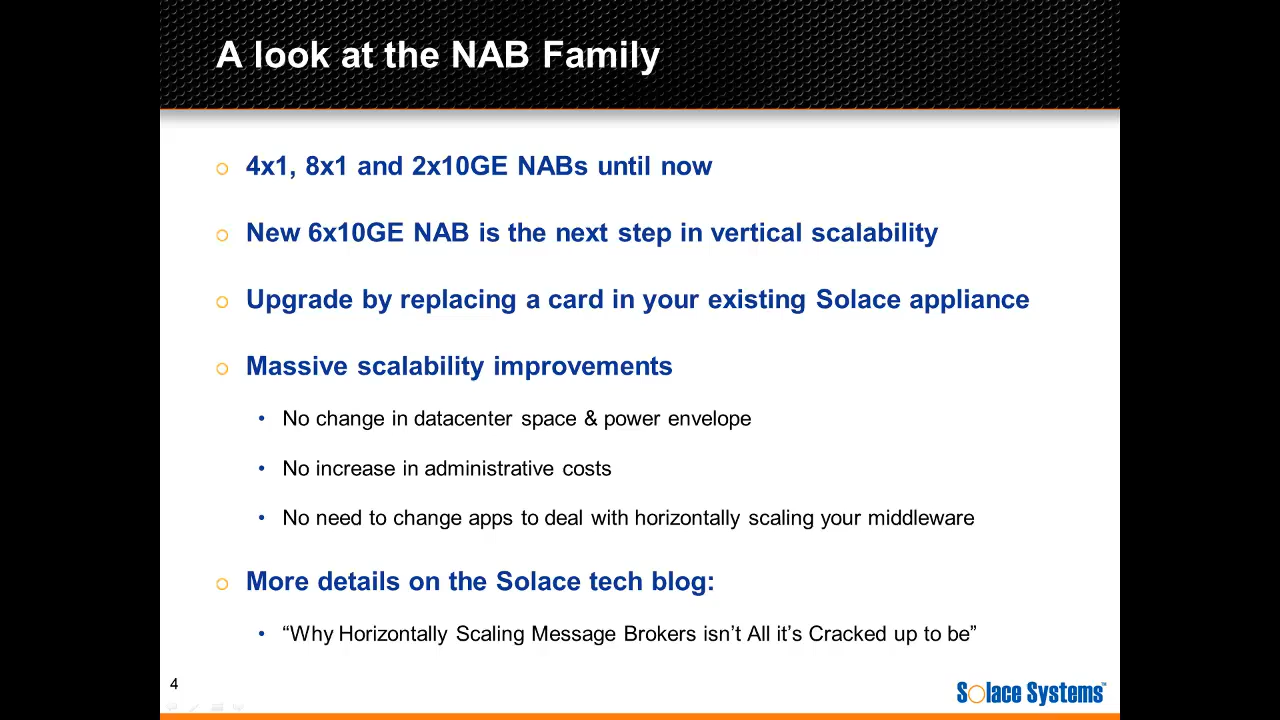 A look at the NAB Family
4x1, 8x1 and 2x10GE NABs until now
New 6x10GE NAB is the next step in vertical scalability
Upgrade by replacing a card in your existing Solace appliance
Massive scalability improvements
• No change in datacenter space & power envelope
• No increase in administrative costs
• No need to change apps to deal with horizontally scaling your middleware
More details on the Solace tech blog:
• “Why Horizontally Scaling Message Brokers isn’t All it’s Cracked up to be”
4
Solace Systems™